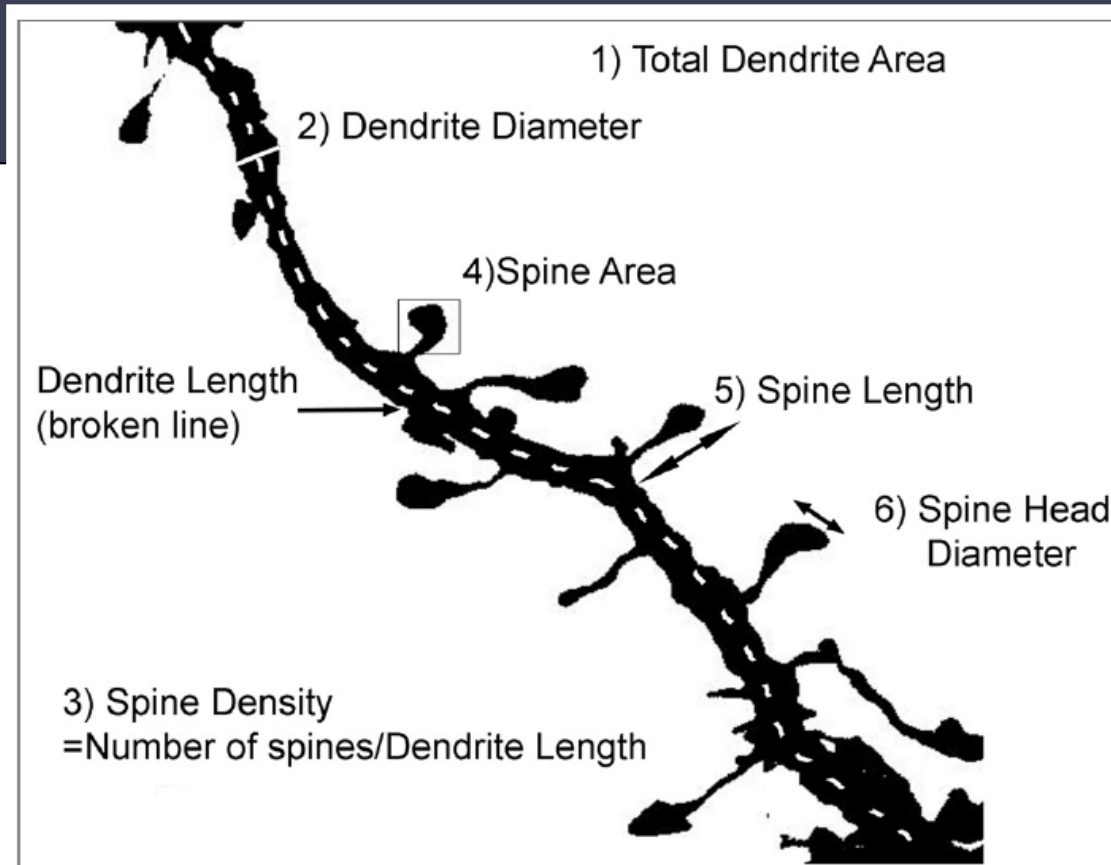 1) Total Dendrite Area
2) Dendrite Diameter
4)Spine Area
Dendrite Length
(broken line)
5) Spine Length
6) Spine Head
Diameter
3) Spine Density
=Number of spines/Dendrite Length